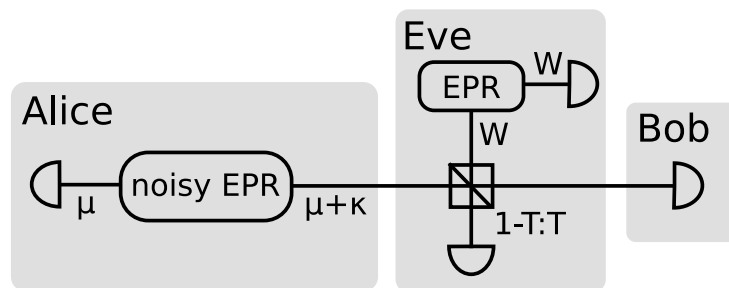 Alice
noisy EPR
μ
μ+κ
Eve
EPR
W
W
1-T:T
Bob